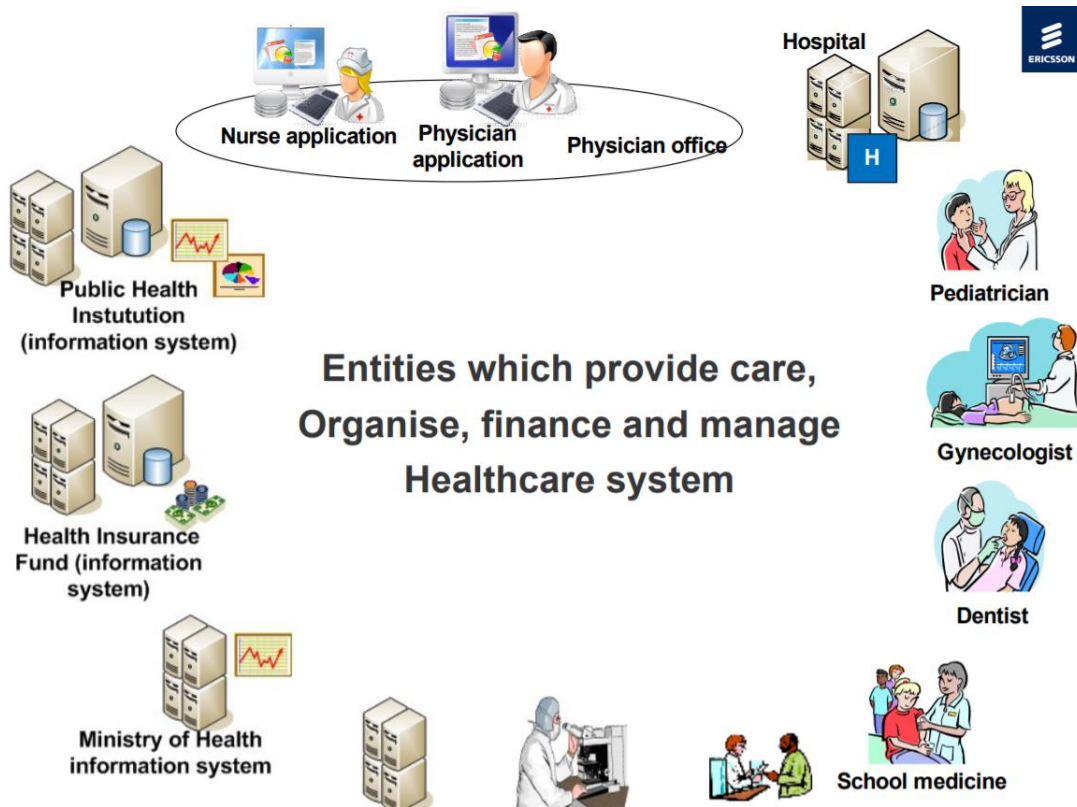 Hospital
ERICSSON
Nurse application
Physician
application
Physician office
H
Public Health
Instutution
(information system)
Pediatrician
Entities which provide care,
Organise, finance and manage
Healthcare system
Gynecologist
Health Insurance
Fund (information
system)
Dentist
Ministry of Health
information system
School medicine